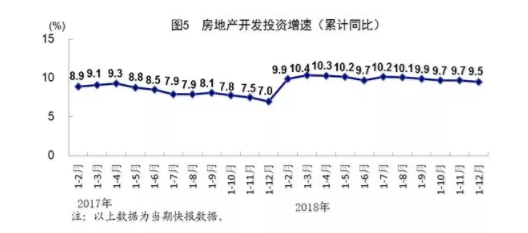 图5 房地产开发投资增速（累计同比）
(%)
15
10
5
0
8.9 9.1 9.3 8.8 8.5 7.9 7.9 8.1 7.8 7.5 7.0 9.9 10.4 10.3 10.2 9.7 10.2 10.1 9.9 9.7 9.7 9.5
1-2月 1-3月 1-4月 1-5月 1-6月 1-7月 1-8月 1-9月 1-10月 1-11月 1-12月 1-2月 1-3月 1-4月 1-5月 1-6月 1-7月 1-8月 1-9月 1-10月 1-11月 1-12月
2017年 2018年
注：以上数据为当期快报数据。